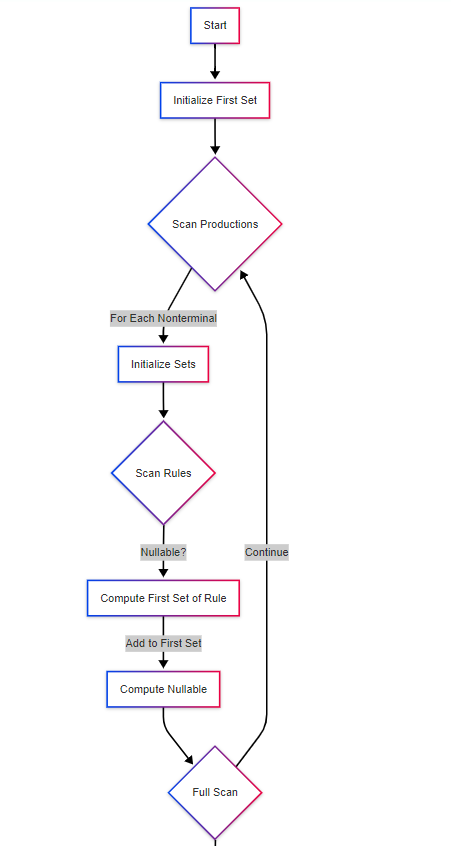 Start
Initialize First Set
Scan Productions
For Each Nonterminal
Initialize Sets
Scan Rules
Nullable?
Continue
Compute First Set of Rule
Add to First Set
Compute Nullable
Full Scan